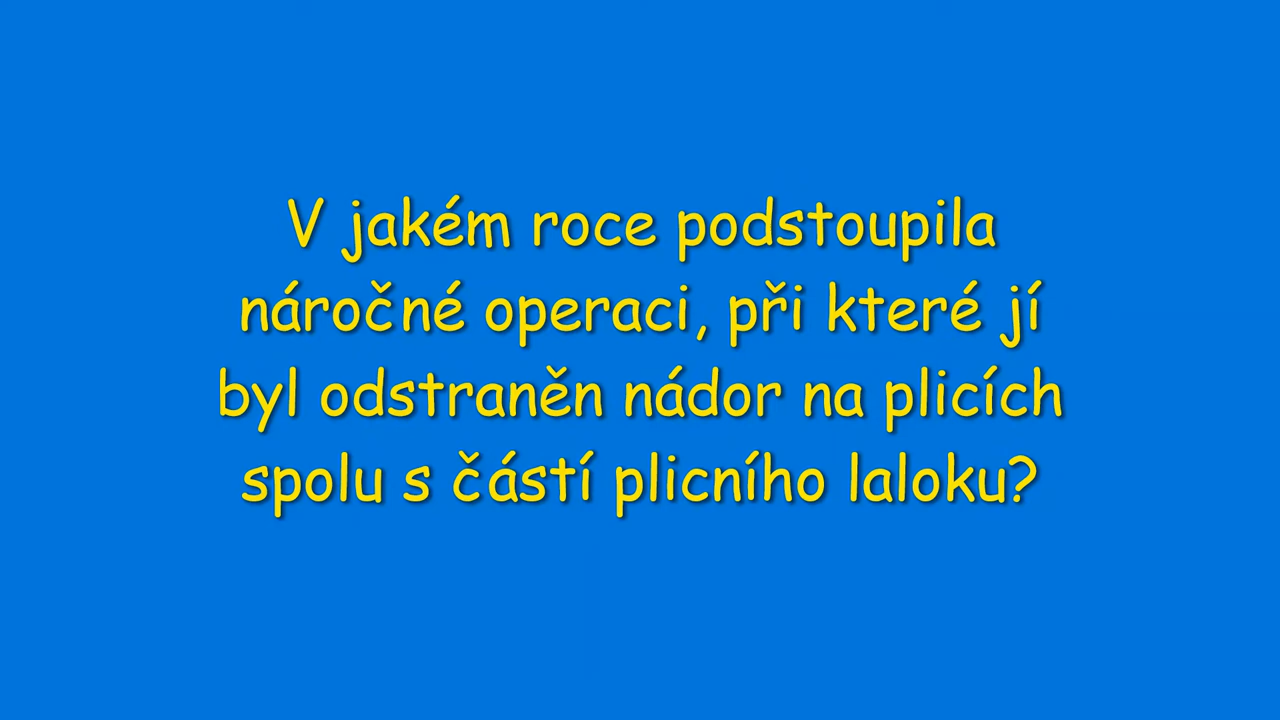 V jakém roce podstoupila
náročné operaci, při které jí
byl odstraněn nádor na plicích
spolu s částí plicního laloku?